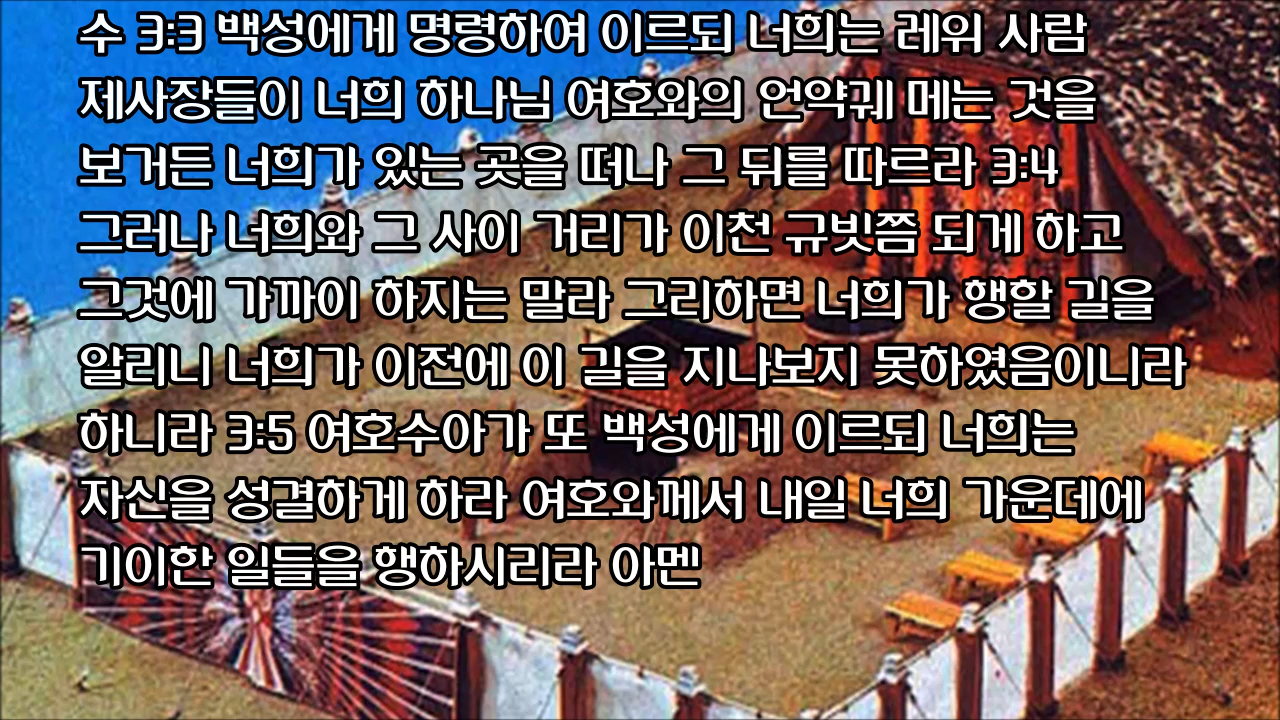 수 3:3 백성에게 명령하여 이르되 너희는 레위 사람
제사장들이 너희 하나님 여호와의 언약궤 메는 것을
보거든 너희가 있는 곳을 떠나 그 뒤를 따르라 3:4
그러나 너희와 그 사이 거리가 이천 규빗쯤 되게 하고
그것에 가까이 하지는 말라 그리하면 너희가 행할 길을
알리니 너희가 이전에 이 길을 지나보지 못하였음이니라
하니라 3:5 여호수아가 또 백성에게 이르되 너희는
자신을 성결하게 하라 여호와께서 내일 너희 가운데에
기이한 일들을 행하시리라 아멘